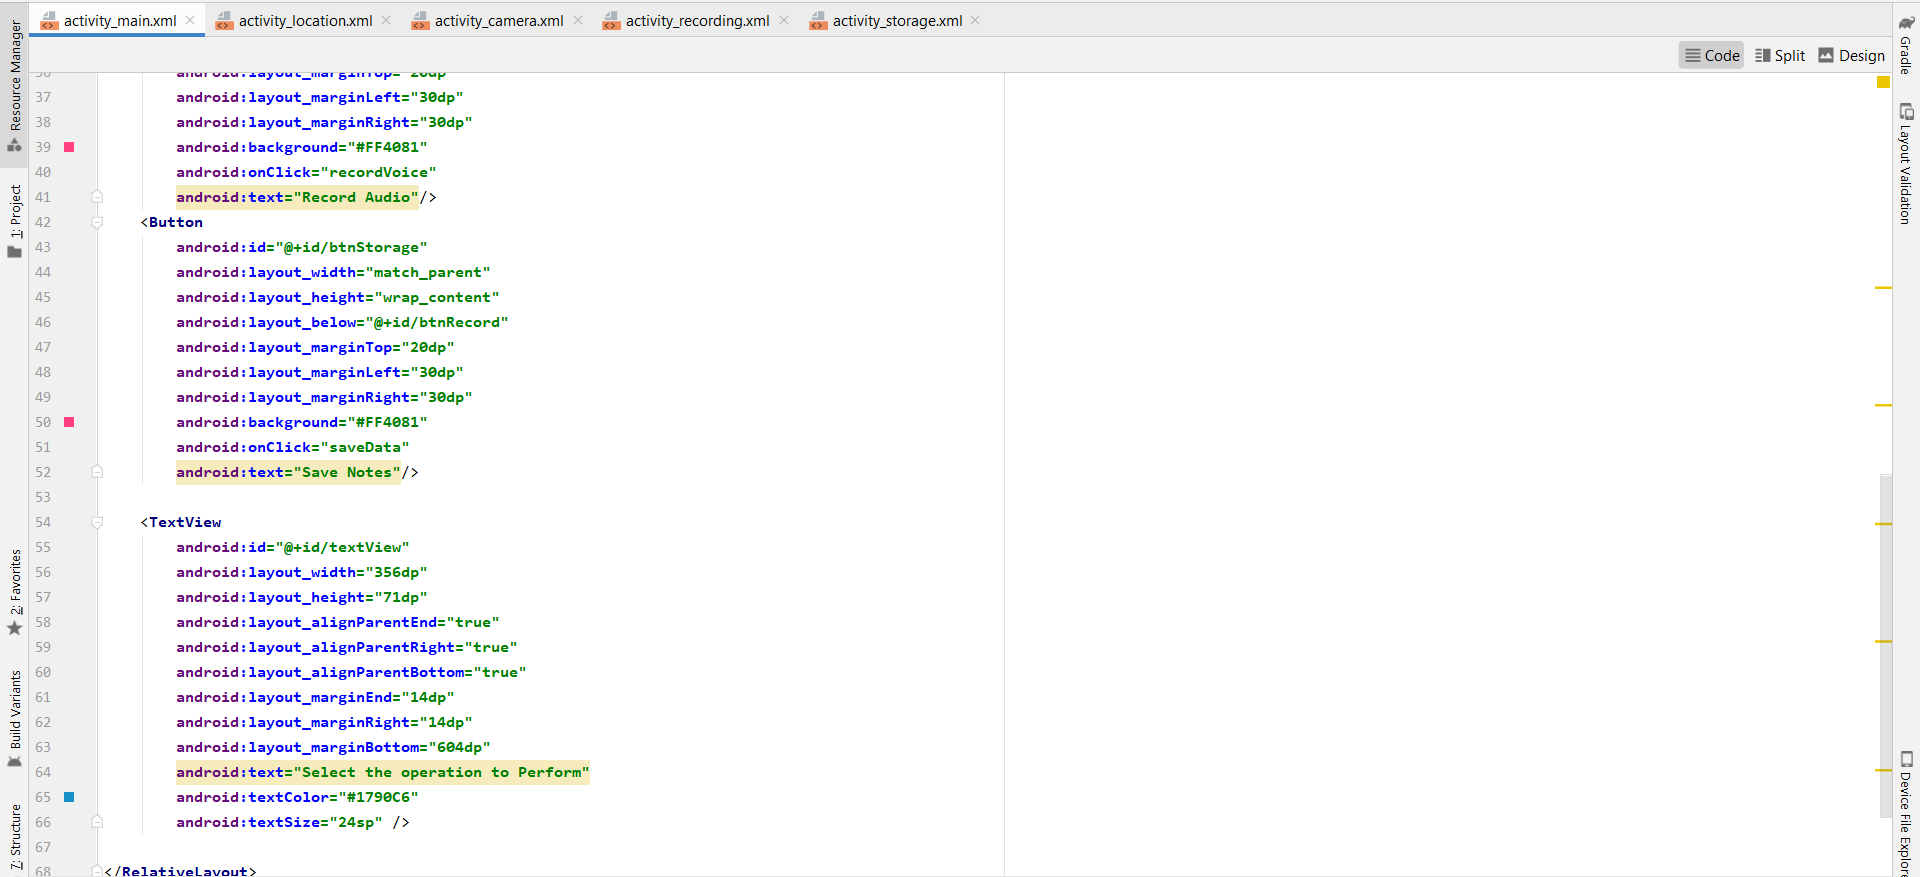 activity_main.xml activity_location.xml activity_camera.xml activity_recording.xml activity_storage.xml
Code Split Design
Resource Manager
1: Project
2: Favorites
Build Variants
7: Structure
36 android:layout_marginTop="20dp"
37 android:layout_marginLeft="30dp"
38 android:layout_marginRight="30dp"
39 android:background="#FF4081"
40 android:onClick="recordVoice"
41 android:text="Record Audio"/>
42 <Button
43 android:id="@+id/btnStorage"
44 android:layout_width="match_parent"
45 android:layout_height="wrap_content"
46 android:layout_below="@+id/btnRecord"
47 android:layout_marginTop="20dp"
48 android:layout_marginLeft="30dp"
49 android:layout_marginRight="30dp"
50 android:background="#FF4081"
51 android:onClick="saveData"
52 android:text="Save Notes"/>
53
54 <TextView
55 android:id="@+id/textView"
56 android:layout_width="356dp"
57 android:layout_height="71dp"
58 android:layout_alignParentEnd="true"
59 android:layout_alignParentRight="true"
60 android:layout_alignParentBottom="true"
61 android:layout_marginEnd="14dp"
62 android:layout_marginRight="14dp"
63 android:layout_marginBottom="604dp"
64 android:text="Select the operation to Perform"
65 android:textColor="#1790C6"
66 android:textSize="24sp" />
67
68 </RelativeLayout>
Gradle
Layout Validation
Device File Explore